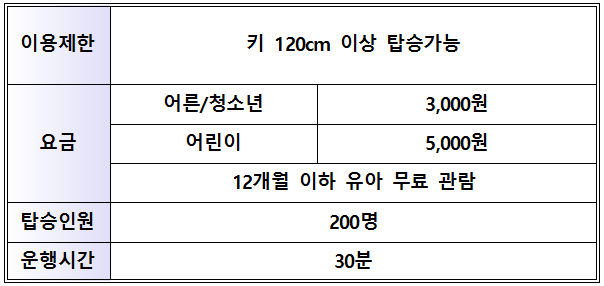 이용제한 키 120cm 이상 탑승가능
요금 어른/청소년 3,000원
어린이 5,000원
12개월 이하 유아 무료 관람
탑승인원 200명
운행시간 30분